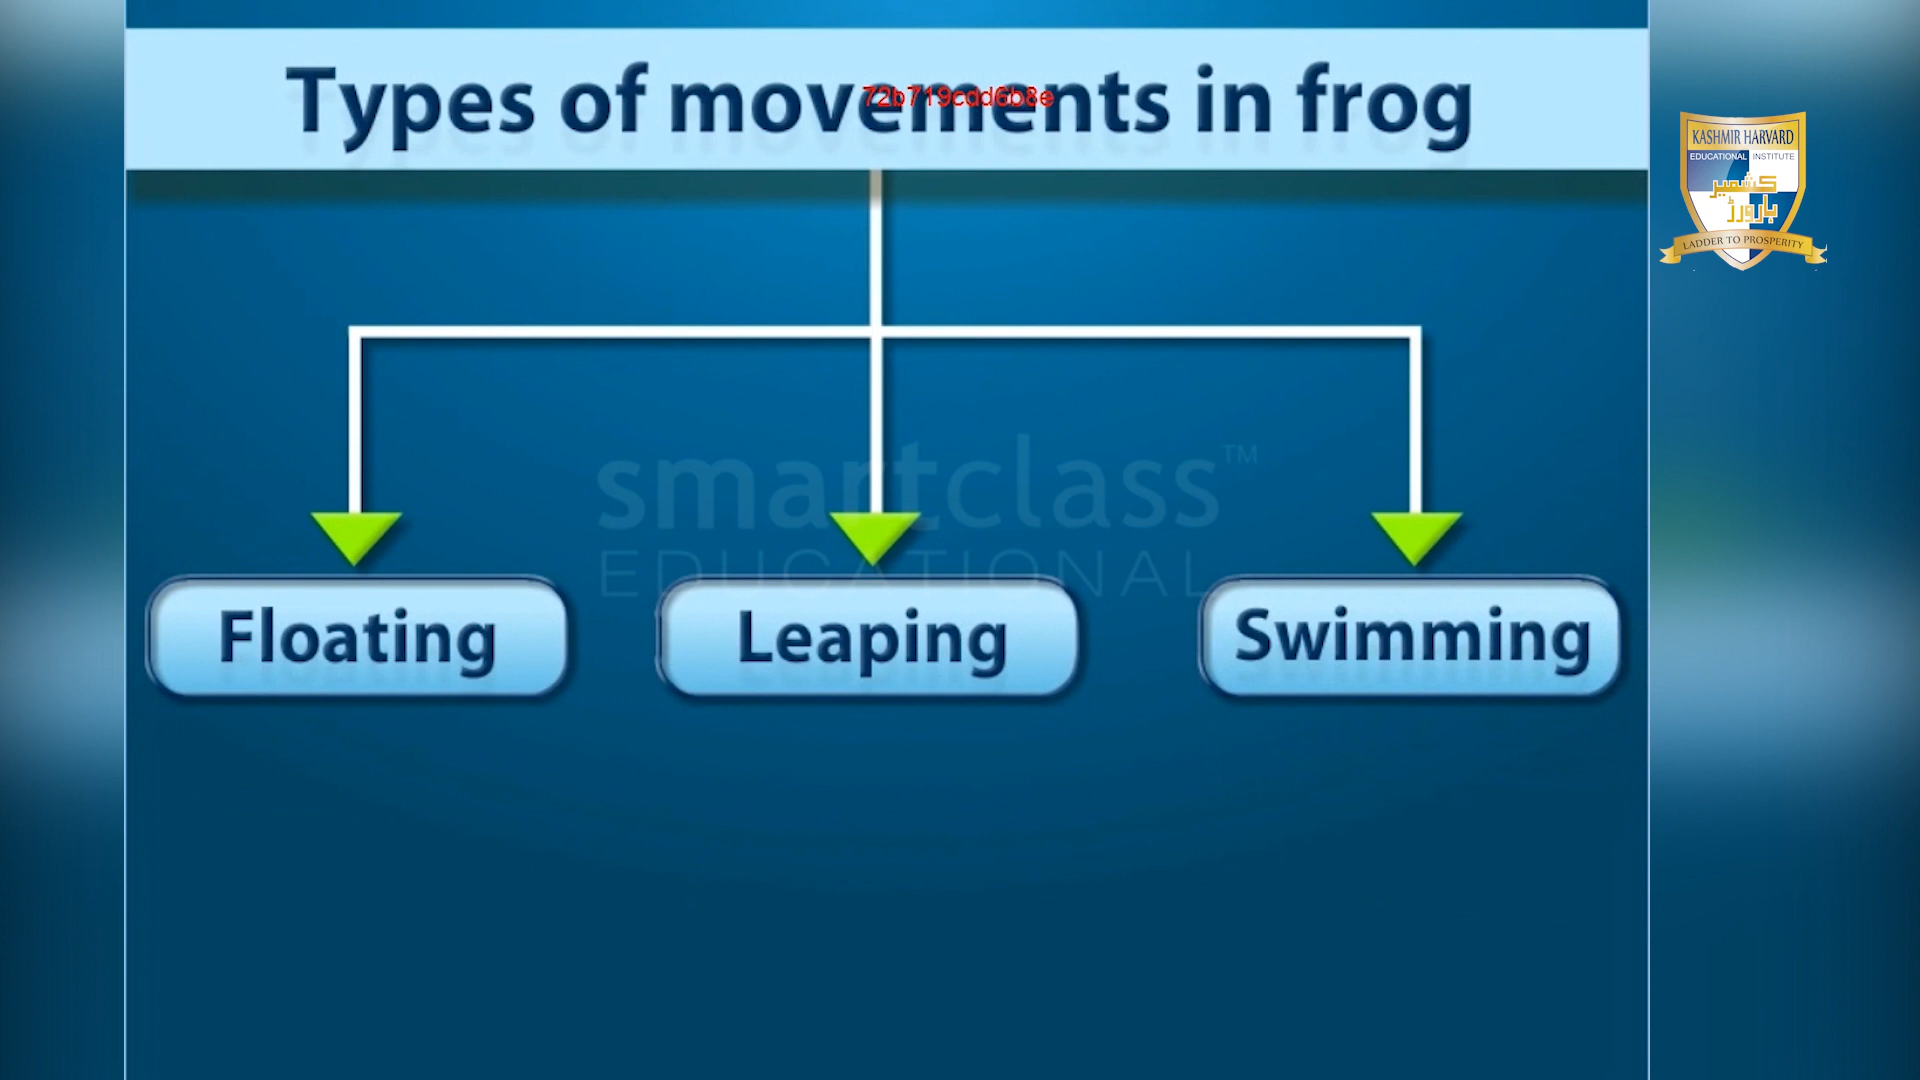 Types of movements in frog
72b719cdd6b8e
KASHMIR HARVARD
EDUCATIONAL INSTITUTE
کشمیر
ہارورڈ
LADDER TO PROSPERITY
smartclass™
EDUCATIONAL
Floating
Leaping
Swimming